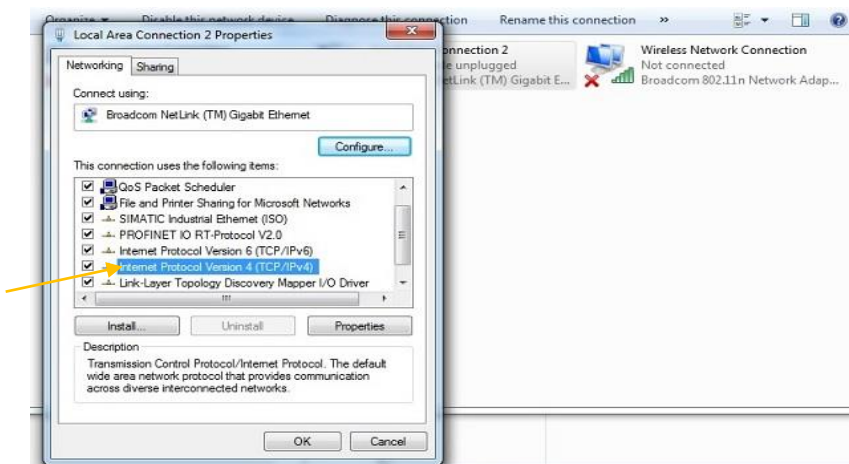 Organize Disable this network device Diagnose this connection Rename this connection »
Local Area Connection 2 Properties
Networking Sharing
Connect using:
Broadcom NetLink (TM) Gigabit Ethernet
Configure...
This connection uses the following items:
QoS Packet Scheduler
File and Printer Sharing for Microsoft Networks
SIMATIC Industrial Ethernet (ISO)
PROFINET IO RT-Protocol V2.0
Internet Protocol Version 6 (TCP/IPv6)
Internet Protocol Version 4 (TCP/IPv4)
Link-Layer Topology Discovery Mapper I/O Driver
Install... Uninstall Properties
Description
Transmission Control Protocol/Internet Protocol. The default
wide area network protocol that provides communication
across diverse interconnected networks.
OK Cancel
onnection 2
le unplugged
etLink (TM) Gigabit E...
Wireless Network Connection
Not connected
Broadcom 802.11n Network Adap...